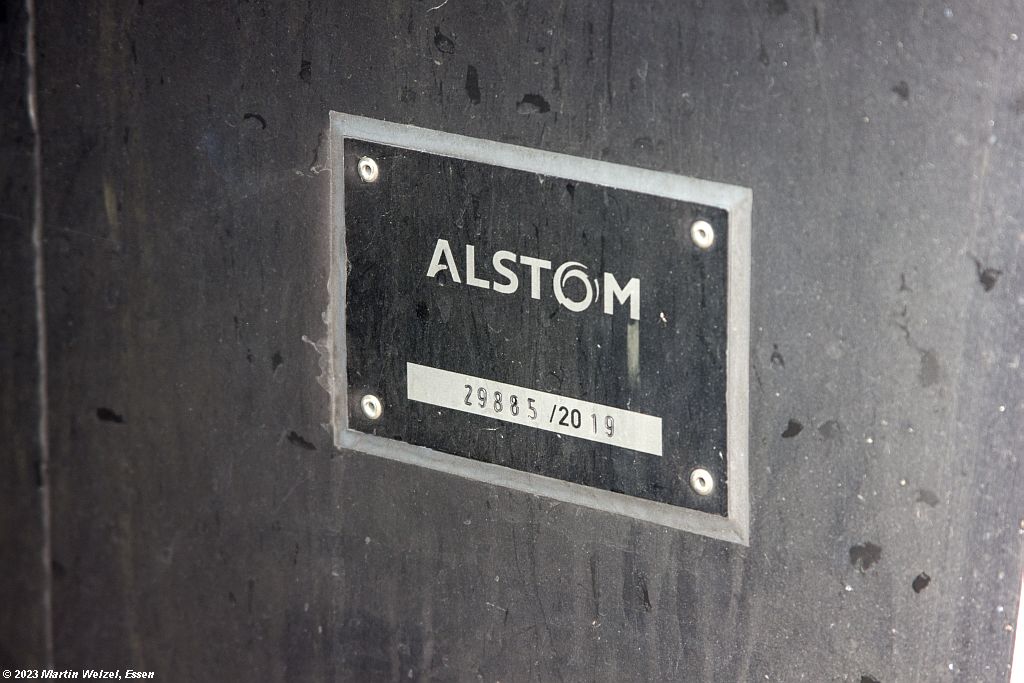 ALSTOM
29885/2019
© 2023 Martin Welzel, Essen